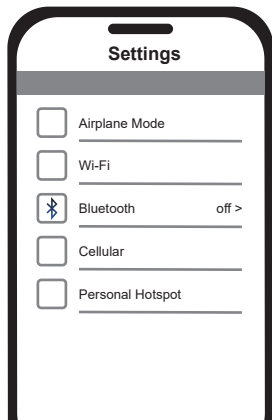 Settings
Airplane Mode
Wi-Fi
Bluetooth off >
Cellular
Personal Hotspot